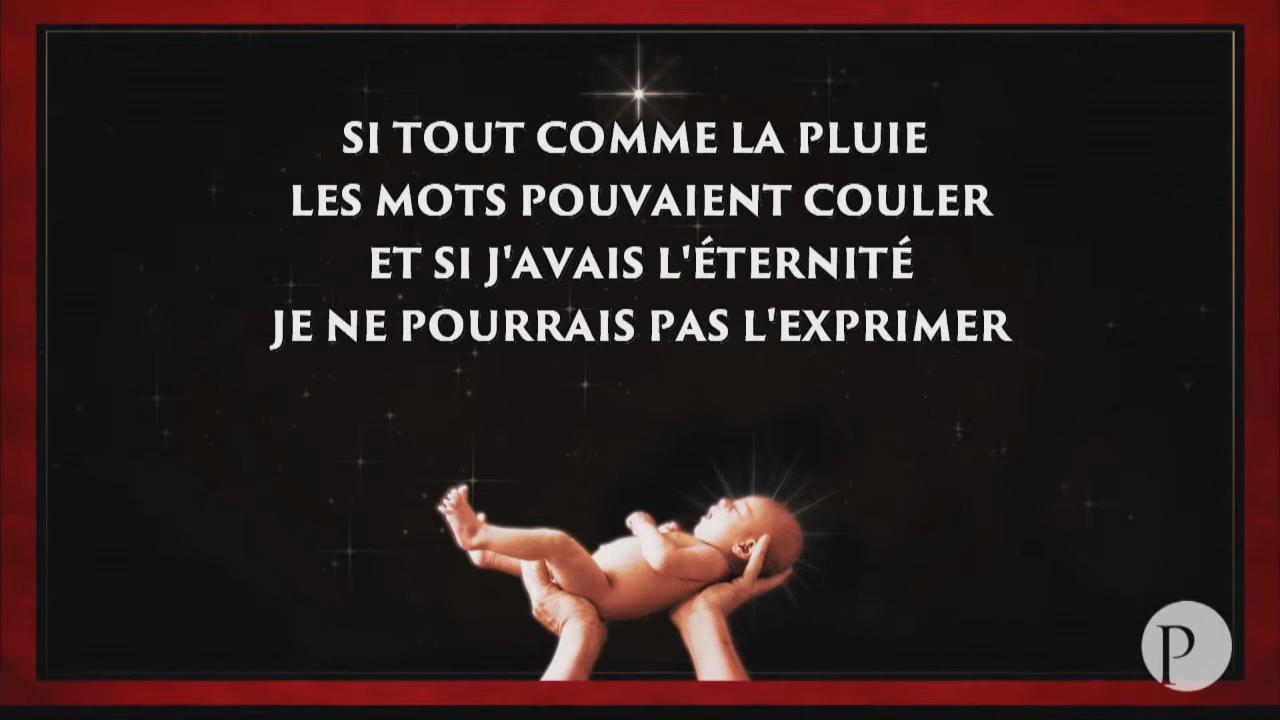 SI TOUT COMME LA PLUIE
LES MOTS POUVAIENT COULER
ET SI J'AVAIS L'ÉTERNITÉ
JE NE POURRAIS PAS L'EXPRIMER
P